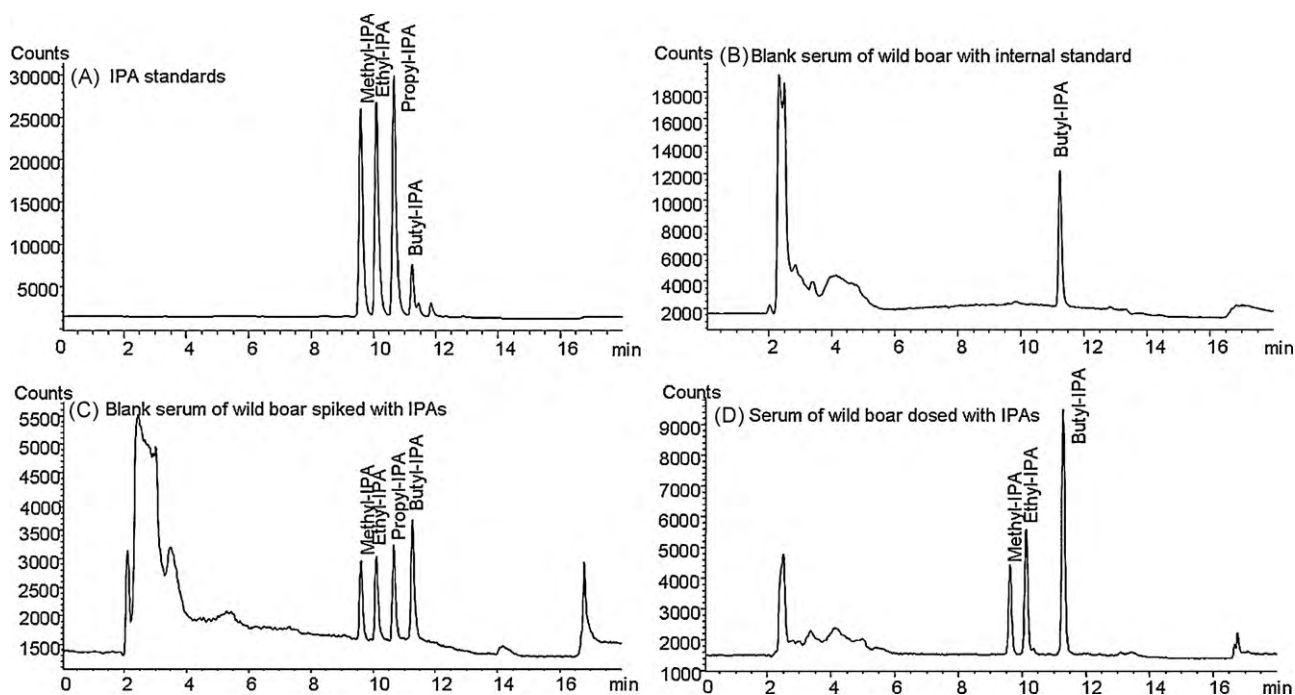 Counts
(A) IPA standards
Methyl-IPA
Ethyl-IPA
Propyl-IPA
Butyl-IPA
30000
25000
20000
15000
10000
5000
0 2 4 6 8 10 12 14 16 min
Counts
(B) Blank serum of wild boar with internal standard
Butyl-IPA
18000
16000
14000
12000
10000
8000
6000
4000
2000
2 4 6 8 10 12 14 16 min
Counts
(C) Blank serum of wild boar spiked with IPAs
Methyl-IPA
Ethyl-IPA
Propyl-IPA
Butyl-IPA
5500
5000
4500
4000
3500
3000
2500
2000
1500
0 2 4 6 8 10 12 14 16 min
Counts
(D) Serum of wild boar dosed with IPAs
Methyl-IPA
Ethyl-IPA
Butyl-IPA
9000
8000
7000
6000
5000
4000
3000
2000
1000
0 2 4 6 8 10 12 14 16 min